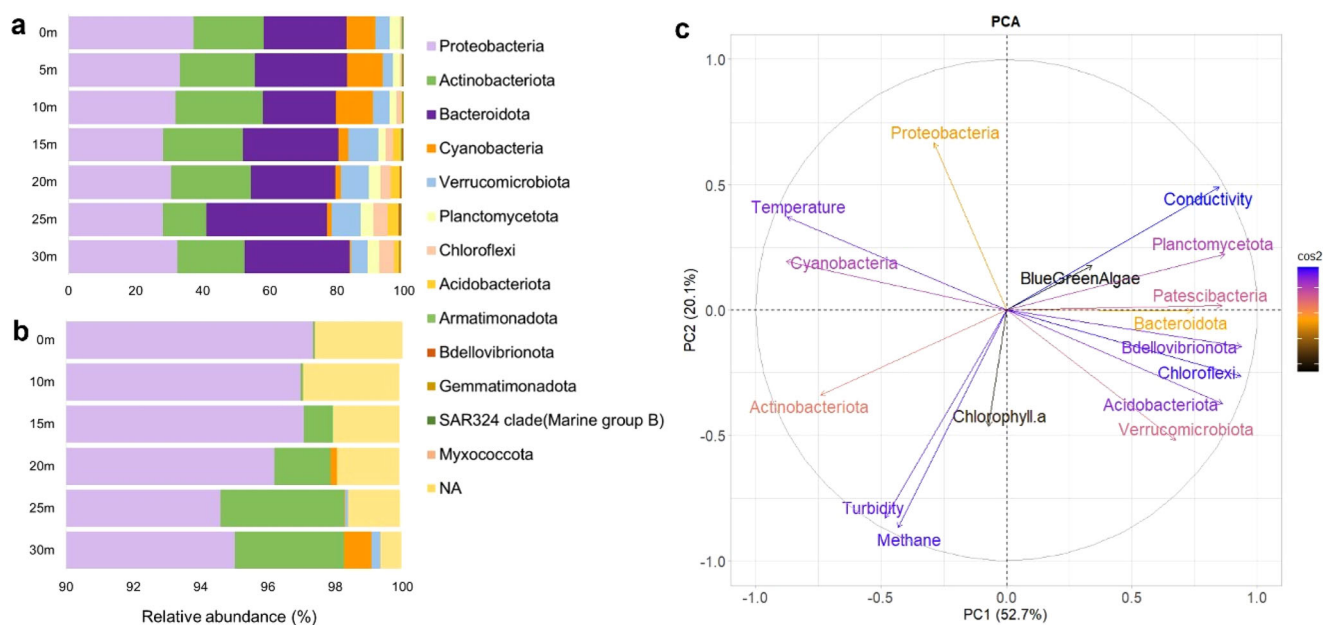 a
0m
5m
10m
15m
20m
25m
30m
0 20 40 60 80 100
b
0m
10m
15m
20m
25m
30m
90 92 94 96 98 100
Relative abundance (%)
Proteobacteria
Actinobacteriota
Bacteroidota
Cyanobacteria
Verrucomicrobiota
Planctomycetota
Chloroflexi
Acidobacteriota
Armatimonadota
Bdellovibrionota
Gemmatimonadota
SAR324 clade(Marine group B)
Myxococcota
NA
c
PCA
1.0
0.5
0.0
-0.5
-1.0
PC2 (20.1%)
Proteobacteria
Temperature
Cyanobacteria
Conductivity
Planctomycetota
BlueGreenAlgae
Patescibacteria
Bacteroidota
Bdellovibrionota
Chloroflexi
Actinobacteriota
Chlorophyll.a
Acidobacteriota
Verrucomicrobiota
Turbidity
Methane
-1.0 -0.5 0.0 0.5 1.0
PC1 (52.7%)
cos2